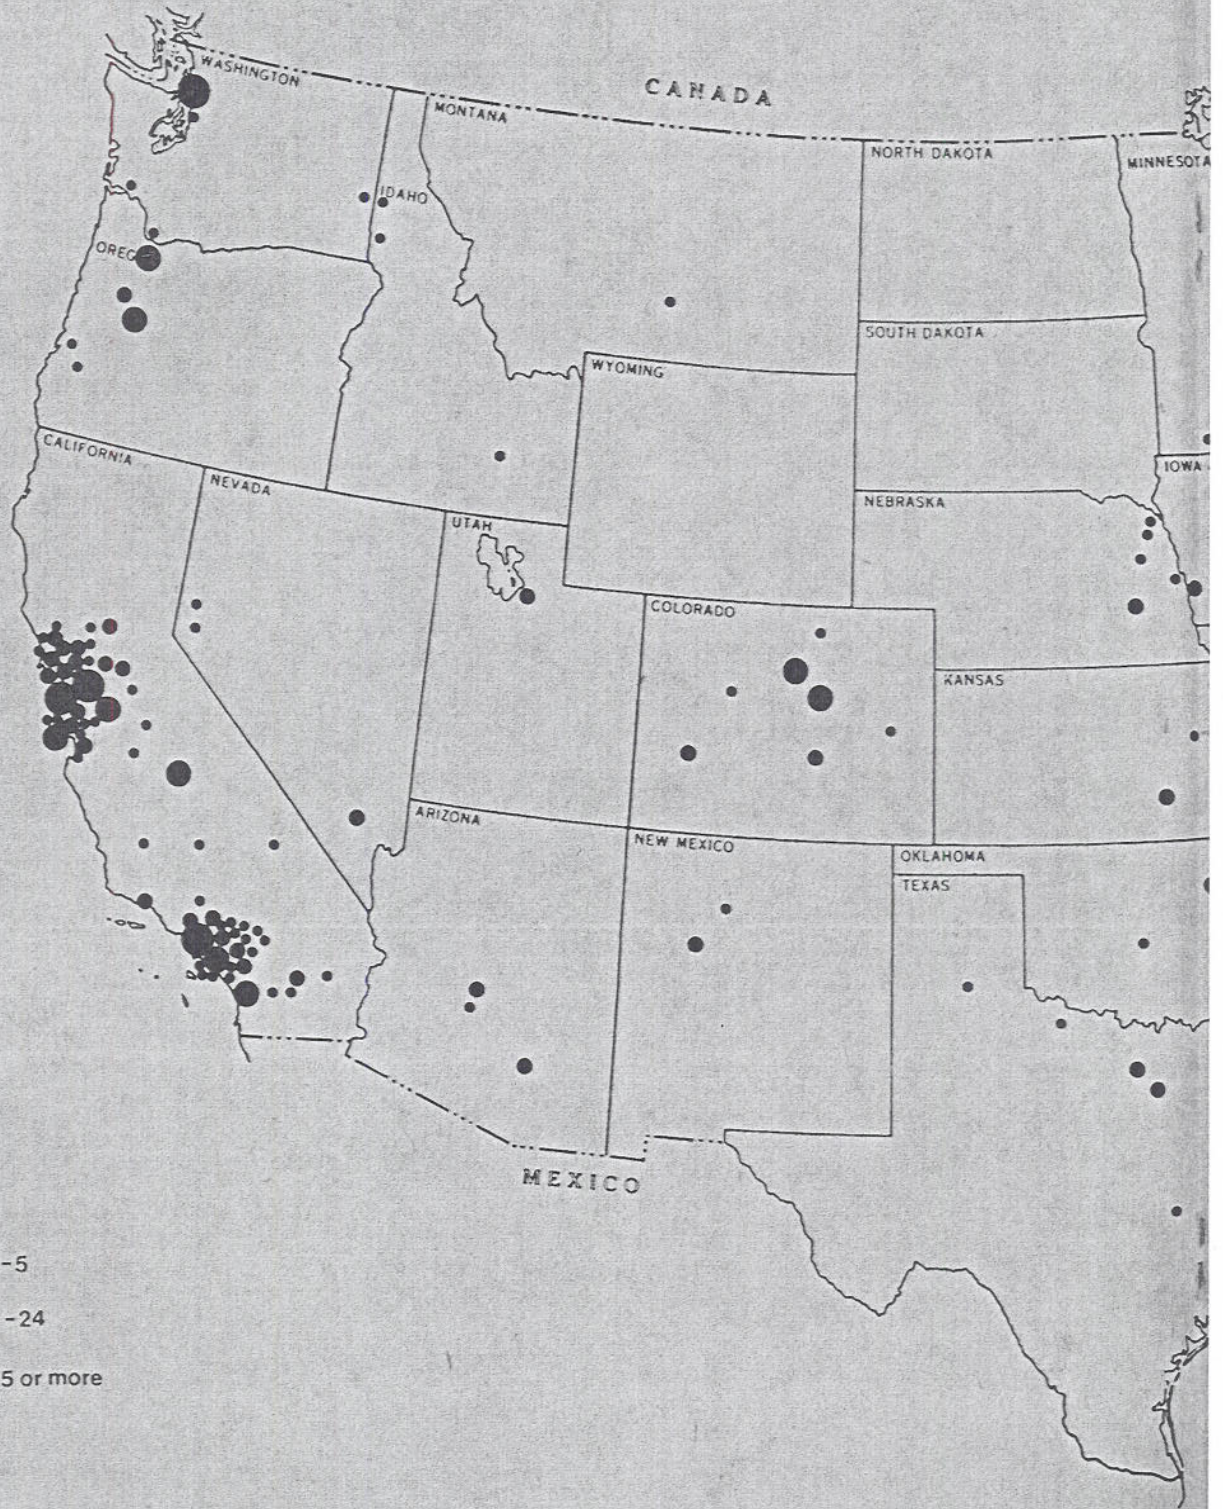 CANADA
WASHINGTON
MONTANA
NORTH DAKOTA
MINNESOTA
IDAHO
OREG
SOUTH DAKOTA
WYOMING
CALIFORNIA
IOWA
NEVADA
NEBRASKA
UTAH
COLORADO
KANSAS
ARIZONA
NEW MEXICO
OKLAHOMA
TEXAS
MEXICO
-5
-24
5 or more